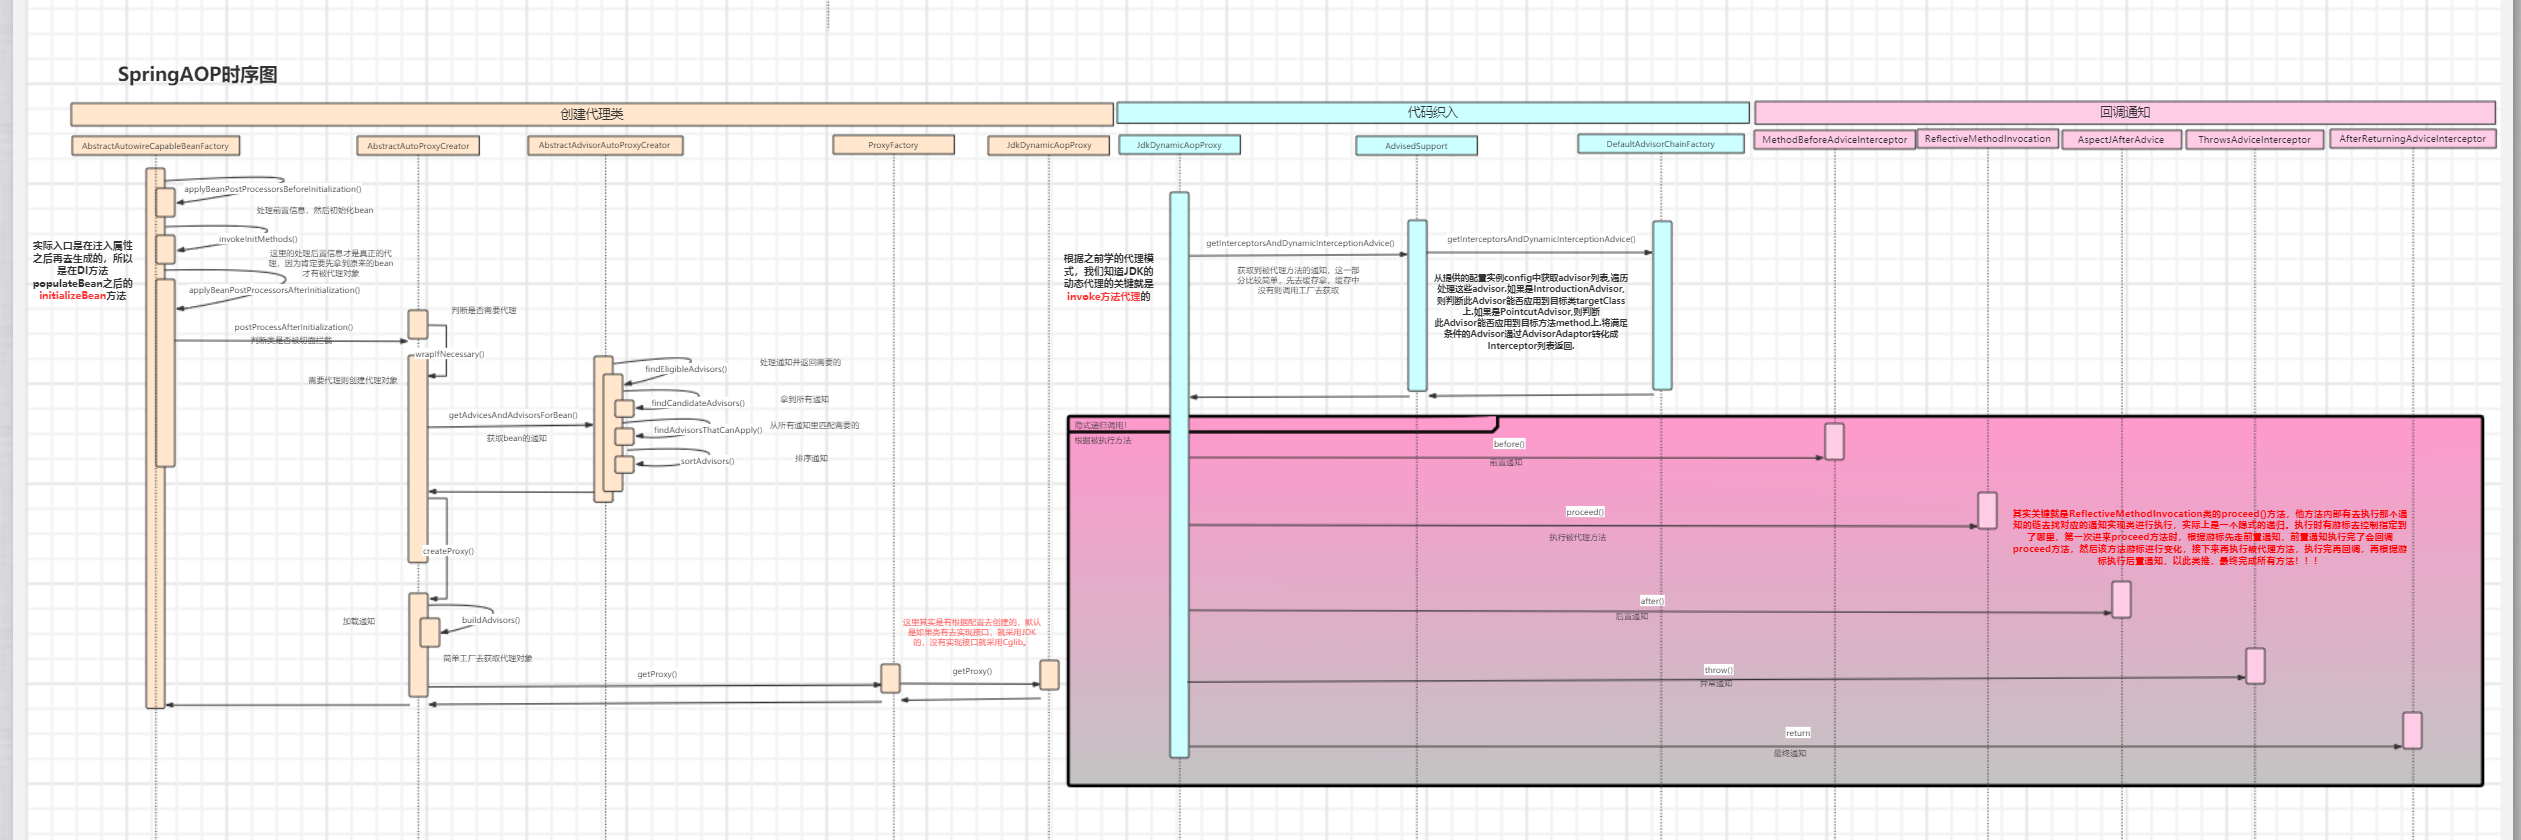 SpringAOP时序图
创建代理类
代码织入
回调通知
AbstractAutowireCapableBeanFactory
AbstractAutoProxyCreator
AbstractAdvisorAutoProxyCreator
ProxyFactory
JdkDynamicAopProxy
JdkDynamicAopProxy
AdvisedSupport
DefaultAdvisorChainFactory
MethodBeforeAdviceInterceptor
ReflectiveMethodInvocation
AspectJAfterAdvice
ThrowsAdviceInterceptor
AfterReturningAdviceInterceptor
applyBeanPostProcessorsBeforeInitialization()
处理前置信息，然后初始化bean
invokeInitMethods()
实际入口是在注入属性
之后再去生成的，所以
是在DI方法
populateBean之后的
initializeBean方法
这里的处理后置信息才是真正的代
理，因为肯定要先拿到原来的bean
才有被代理对象
applyBeanPostProcessorsAfterInitialization()
判断是否需要代理
postProcessAfterInitialization()
判断类是否被切面拦截
wrapIfNecessary()
需要代理则创建代理对象
处理通知并返回需要的
findEligibleAdvisors()
findCandidateAdvisors()
拿到所有通知
getAdvicesAndAdvisorsForBean()
获取bean的通知
findAdvisorsThatCanApply()
从所有通知里匹配需要的
sortAdvisors()
排序通知
createProxy()
加载通知
buildAdvisors()
简单工厂去获取代理对象
getProxy()
这里其实是有根据配置去创建的，默认
是如果类有去实现接口，就采用JDK
的，没有实现接口就采用Cglib。
getProxy()
根据之前学的代理模
式，我们知道JDK的
动态代理的关键就是
invoke方法代理的
getInterceptorsAndDynamicInterceptionAdvice()
获取到被代理方法的通知，这一部
分比较简单，先去缓存拿，缓存中
没有则调用工厂去获取
getInterceptorsAndDynamicInterceptionAdvice()
从提供的配置实例config中获取advisor列表,遍历
处理这些advisor.如果是IntroductionAdvisor,
则判断此Advisor能否应用到目标类targetClass
上.如果是PointcutAdvisor,则判断
此Advisor能否应用到目标方法method上.将满足
条件的Advisor通过AdvisorAdaptor转化成
Interceptor列表返回.
隐式递归调用！
根据被执行方法
before()
前置通知
proceed()
执行被代理方法
其实关键就是ReflectiveMethodInvocation类的proceed()方法，他方法内部有去执行那个通
知的链去找对应的通知实现类进行执行，实际上是一个隐式的递归。执行时有游标去控制指定到
了哪里，第一次进来proceed方法时，根据游标先走前置通知，前置通知执行完了会回调
proceed方法，然后该方法游标进行变化，接下来再执行被代理方法，执行完再回调，再根据游
标执行后置通知，以此类推，最终完成所有方法！！！
after()
后置通知
throw()
异常通知
return
最终通知